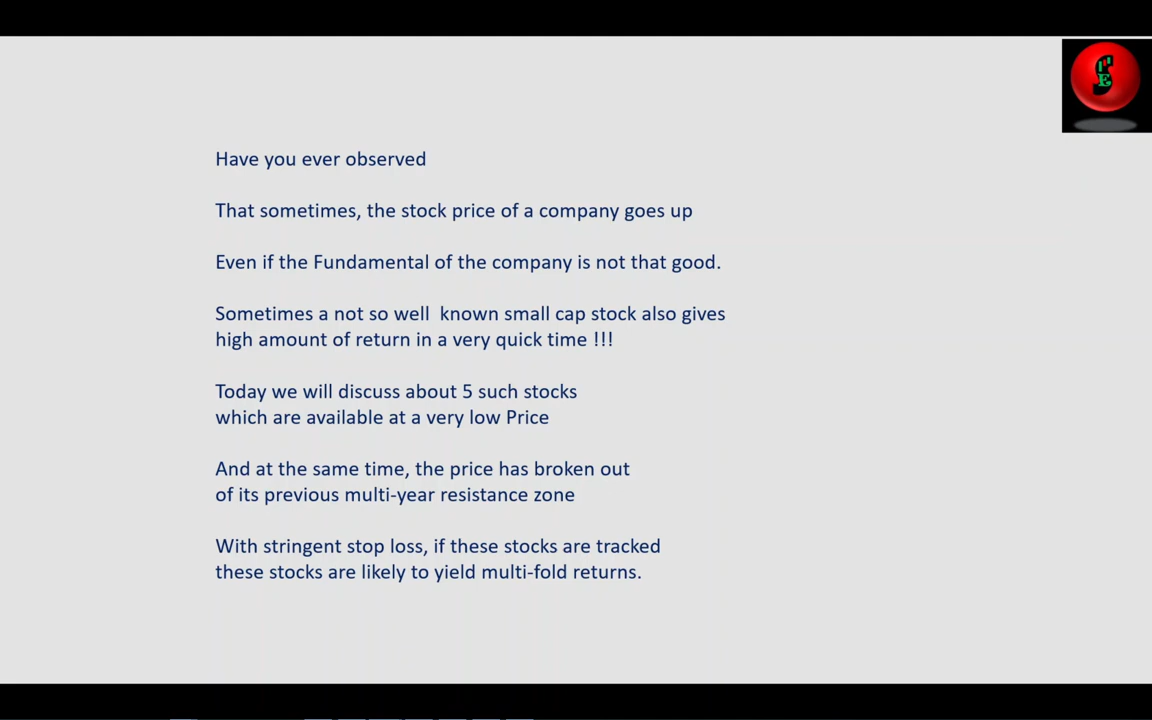 Have you ever observed
That sometimes, the stock price of a company goes up
Even if the Fundamental of the company is not that good.
Sometimes a not so well  known small cap stock also gives
high amount of return in a very quick time !!!
Today we will discuss about 5 such stocks
which are available at a very low Price
And at the same time, the price has broken out
of its previous multi-year resistance zone
With stringent stop loss, if these stocks are tracked
these stocks are likely to yield multi-fold returns.